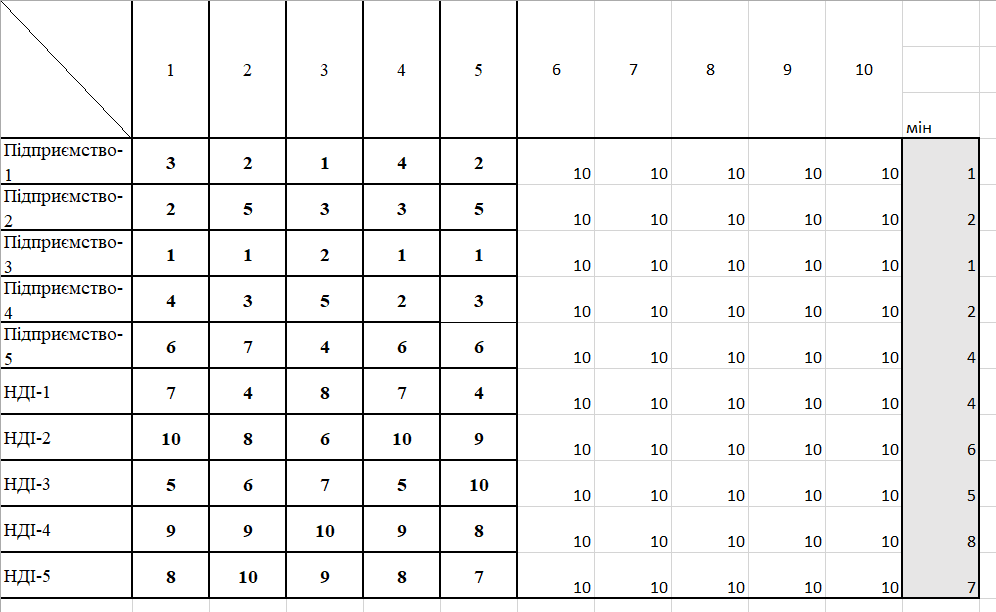 1 2 3 4 5 6 7 8 9 10
мін
Підприємство-
1 3 2 1 4 2 10 10 10 10 10 1
Підприємство-
2 2 5 3 3 5 10 10 10 10 10 2
Підприємство-
3 1 1 2 1 1 10 10 10 10 10 1
Підприємство-
4 4 3 5 2 3 10 10 10 10 10 2
Підприємство-
5 6 7 4 6 6 10 10 10 10 10 4
НДІ-1 7 4 8 7 4 10 10 10 10 10 4
НДІ-2 10 8 6 10 9 10 10 10 10 10 6
НДІ-3 5 6 7 5 10 10 10 10 10 10 5
НДІ-4 9 9 10 9 8 10 10 10 10 10 8
НДІ-5 8 10 9 8 7 10 10 10 10 10 7